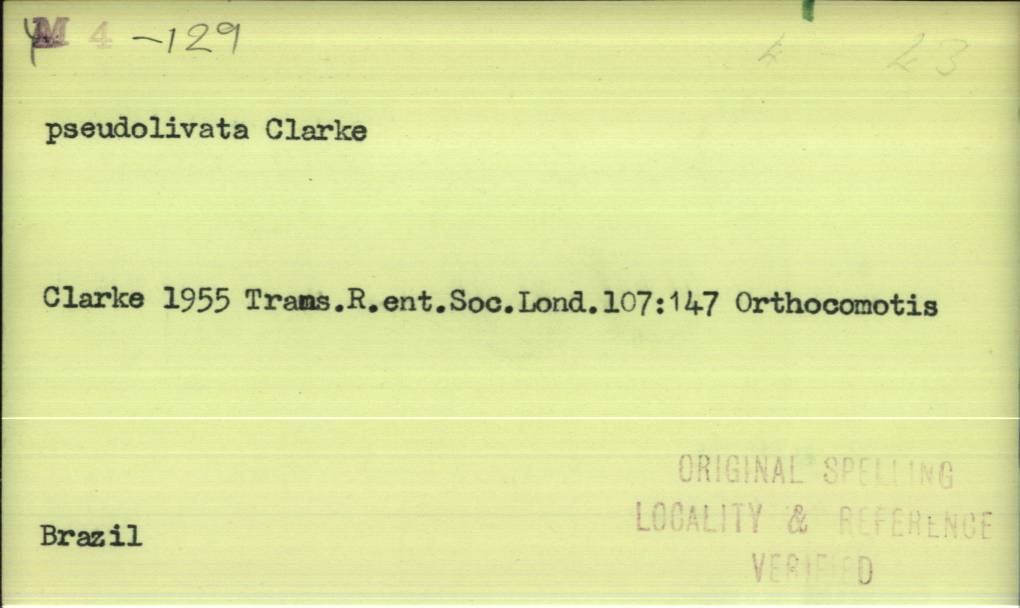 M 4 -129
4 - 43
pseudolivata Clarke
Clarke 1955 Trans.R.ent.Soc.Lond.107:147 Orthocomotis
Brazil
ORIGINAL SPELLING
LOCALITY & REFERENCE
VERIFIED